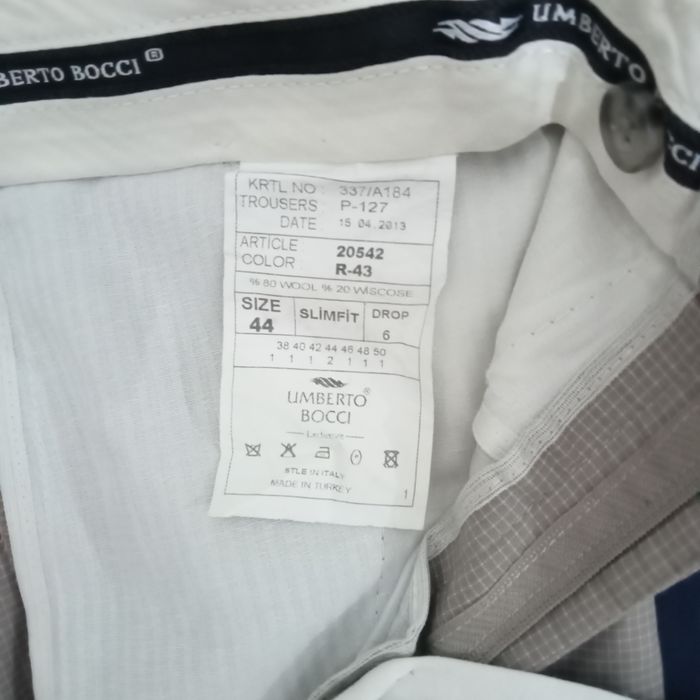 BERTO BOCCI
UMBERTO
CCI
KRTL NO : 337/A184
TROUSERS P-127
DATE 15 04.2013
ARTICLE 20542
COLOR R-43
% 80 WOOL % 20 WISCOSE
SIZE
44
SLİMFİT
DROP
6
38 40 42 44 46 48 50
1 1 1 2 1 1 1
UMBERTO®
BOCCI
Exclusive
STLE IN ITALY
MADE IN TURKEY
1